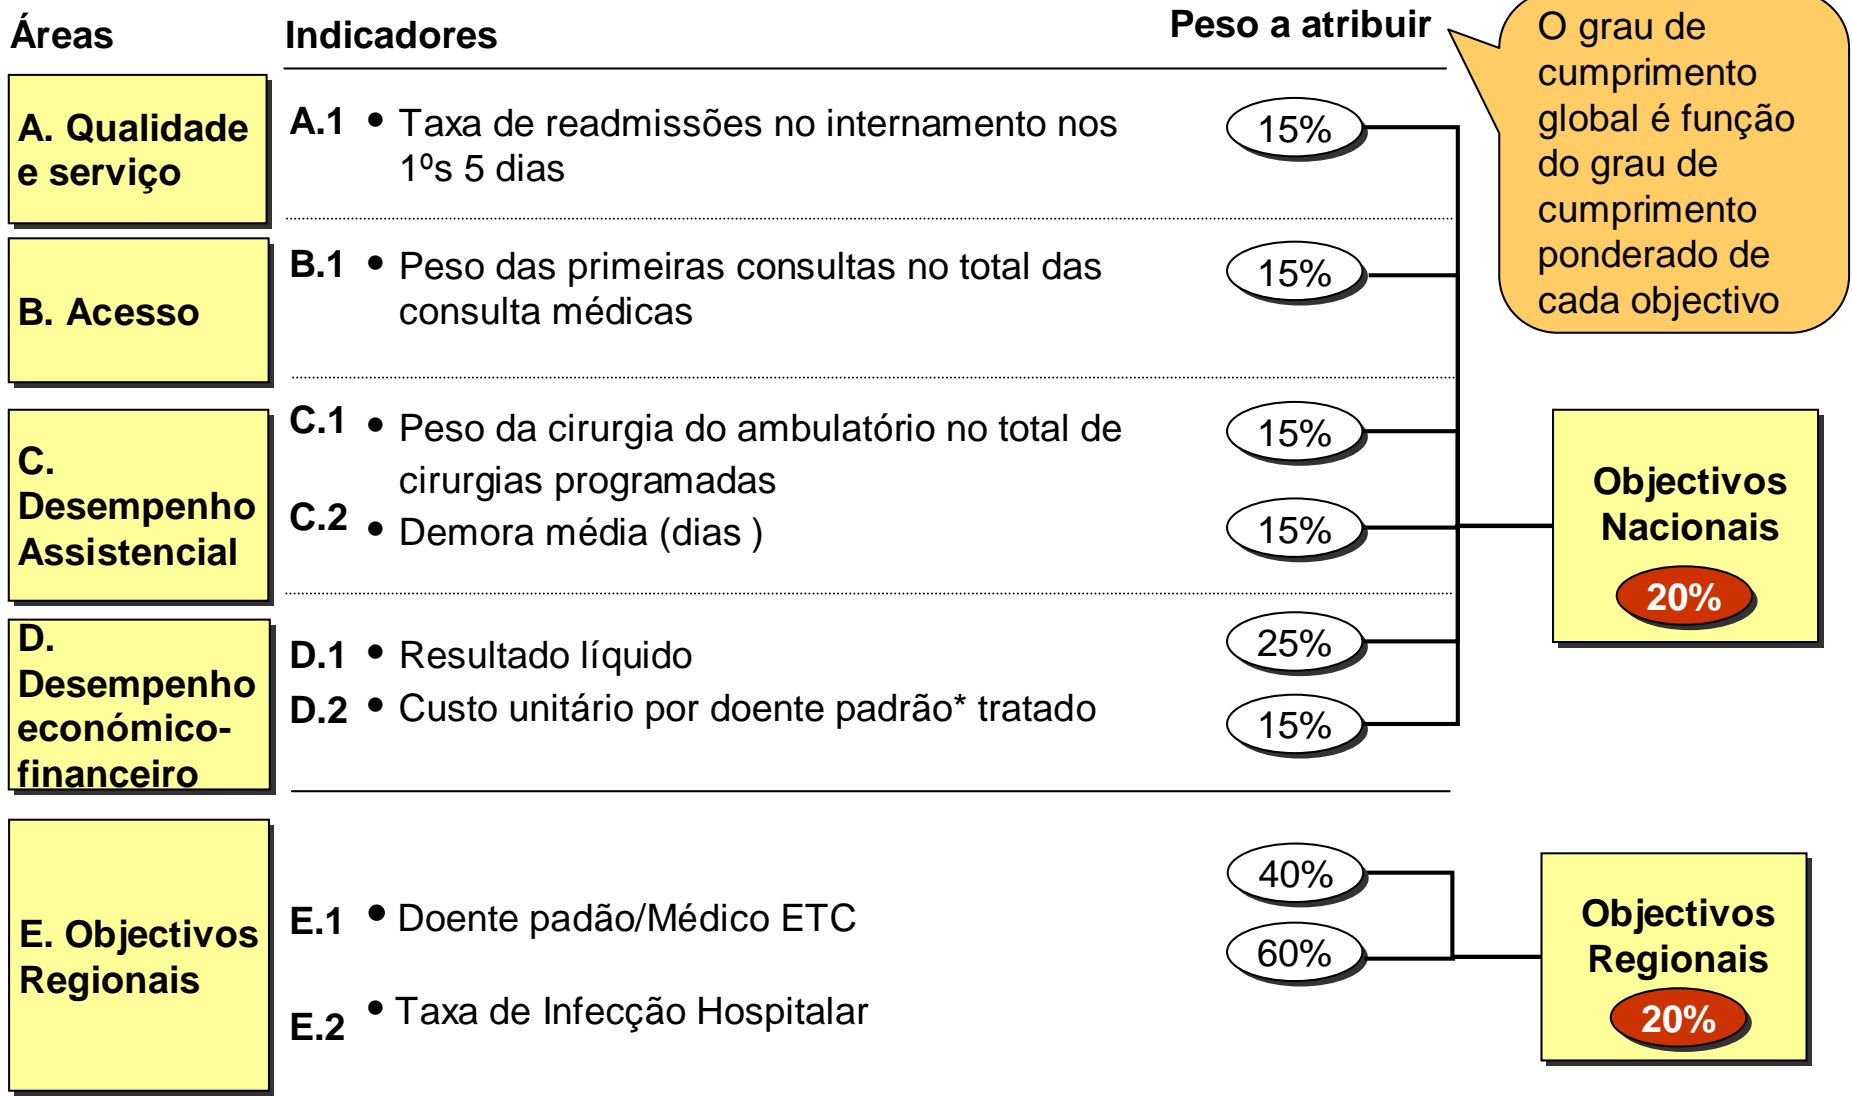 Áreas
Indicadores
Peso a atribuir
O grau de
cumprimento
global é função
do grau de
cumprimento
ponderado de
cada objectivo
A. Qualidade
e serviço
A.1 • Taxa de readmissões no internamento nos
1ºs 5 dias
15%
B. Acesso
B.1 • Peso das primeiras consultas no total das
consulta médicas
15%
C.
Desempenho
Assistencial
C.1 • Peso da cirurgia do ambulatório no total de
cirurgias programadas
15%
C.2 • Demora média (dias )
15%
Objectivos
Nacionais
20%
D.
Desempenho
económico-
financeiro
D.1 • Resultado líquido
25%
D.2 • Custo unitário por doente padrão* tratado
15%
E. Objectivos
Regionais
E.1 • Doente padão/Médico ETC
40%
E.2 • Taxa de Infecção Hospitalar
60%
Objectivos
Regionais
20%